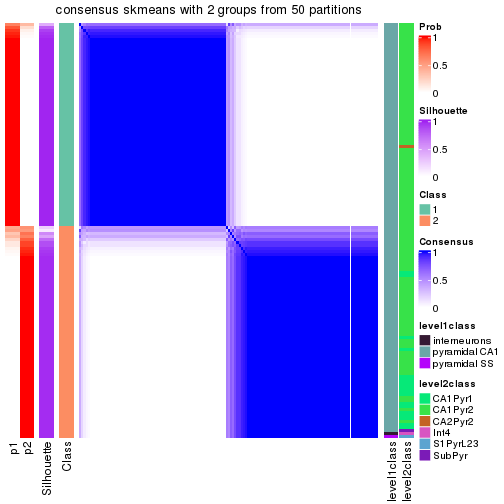 consensus skmeans with 2 groups from 50 partitions
Prob
1
0.5
0
Silhouette
1
0.5
0
Class
1
2
Consensus
1
0.5
0
level1class
interneurons
pyramidal CA1
pyramidal SS
level2class
CA1Pyr1
CA1Pyr2
CA2Pyr2
Int4
S1PyrL23
SubPyr
p1
p2
Silhouette
Class
level1class
level2class